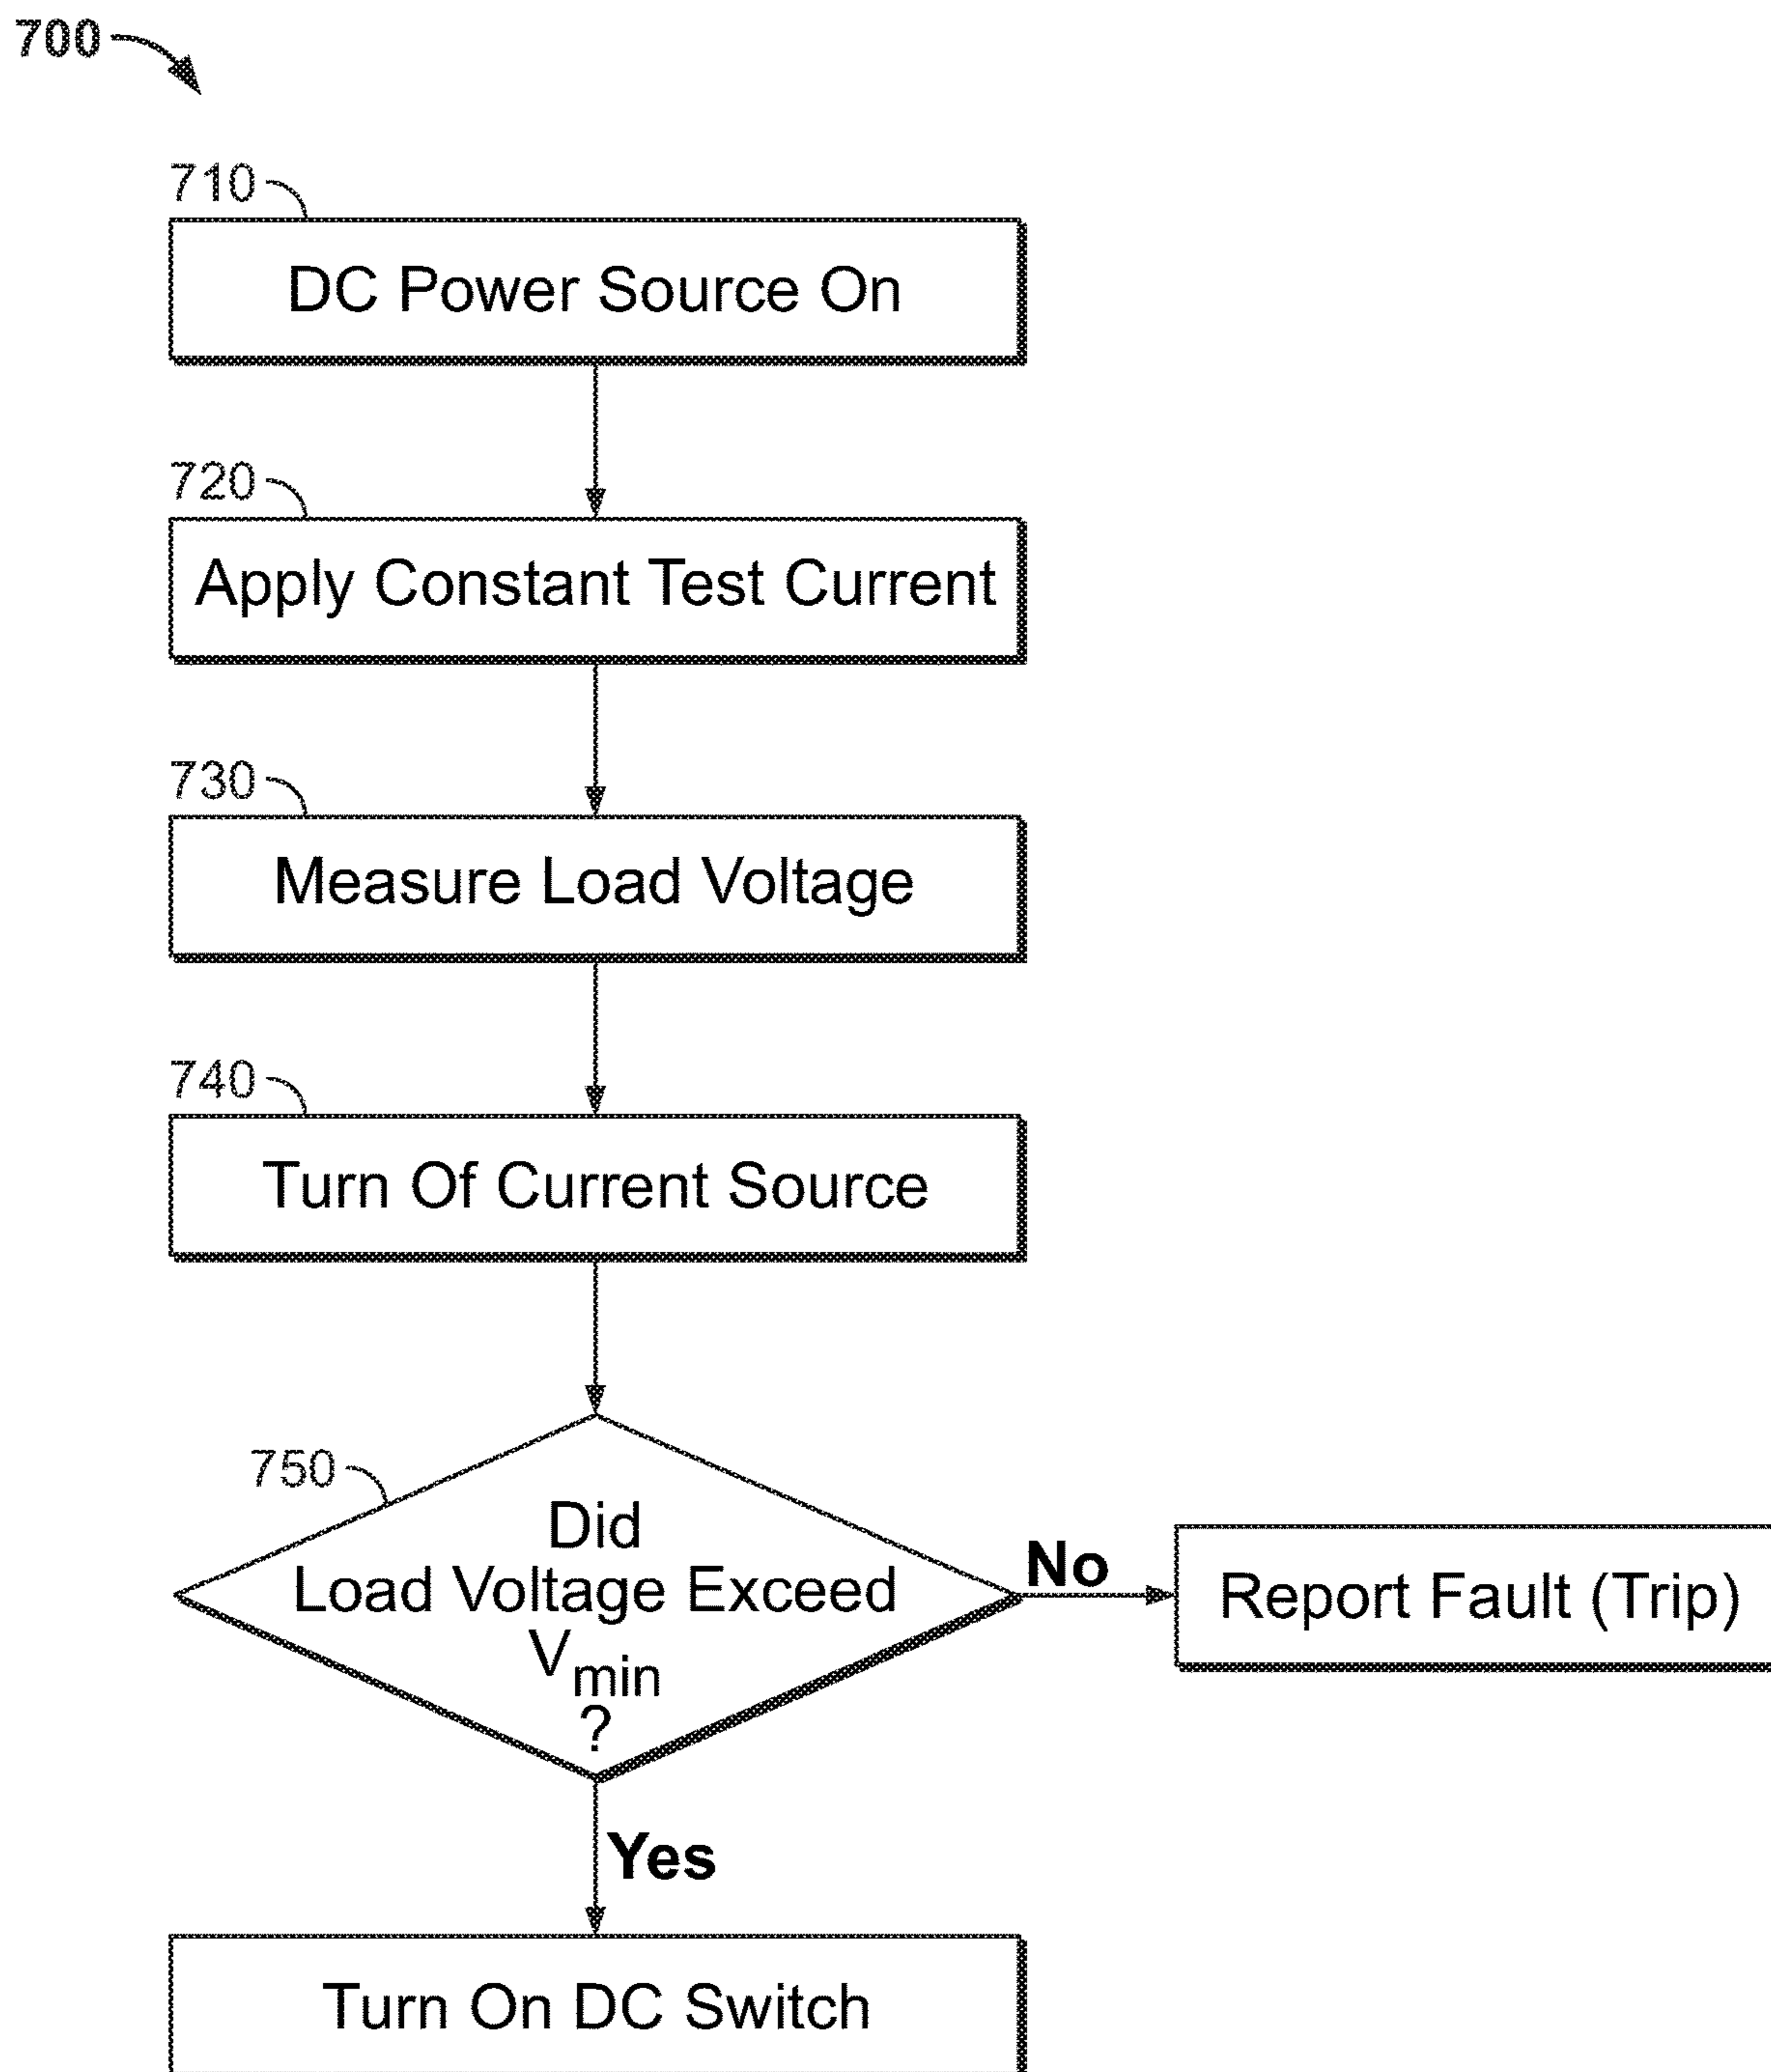 700
710
DC Power Source On
720
Apply Constant Test Current
730
Measure Load Voltage
740
Turn Of Current Source
750
Did
Load Voltage Exceed
Vmin
?
No
Report Fault (Trip)
Yes
Turn On DC Switch